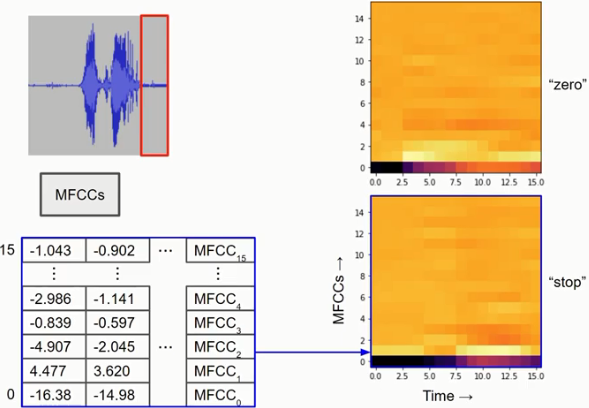 MFCCs
15 -1.043 -0.902 ... MFCC15
⋮ ⋮ ⋮
-2.986 -1.141 MFCC4
-0.839 -0.597 MFCC3
-4.907 -2.045 ... MFCC2
4.477 3.620 MFCC1
0 -16.38 -14.98 MFCC0
14
12
10
8
6
4
2
0
0.0 2.5 5.0 7.5 10.0 12.5 15.0
“zero”
MFCCs →
14
12
10
8
6
4
2
0
0.0 2.5 5.0 7.5 10.0 12.5 15.0
Time →
“stop”